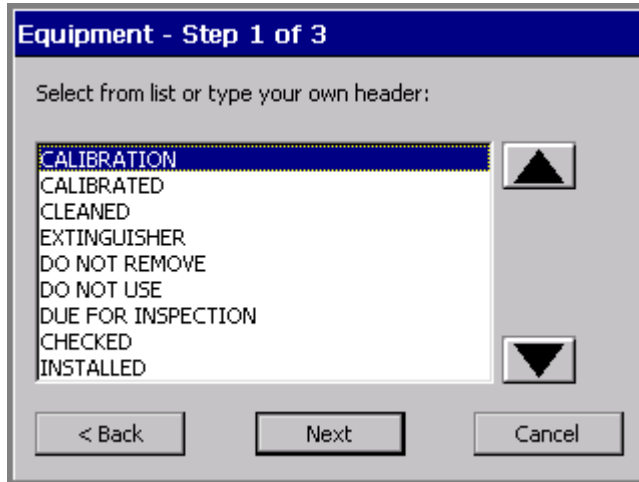 Equipment - Step 1 of 3
Select from list or type your own header:
CALIBRATION
CALIBRATED
CLEANED
EXTINGUISHER
DO NOT REMOVE
DO NOT USE
DUE FOR INSPECTION
CHECKED
INSTALLED
< Back Next Cancel